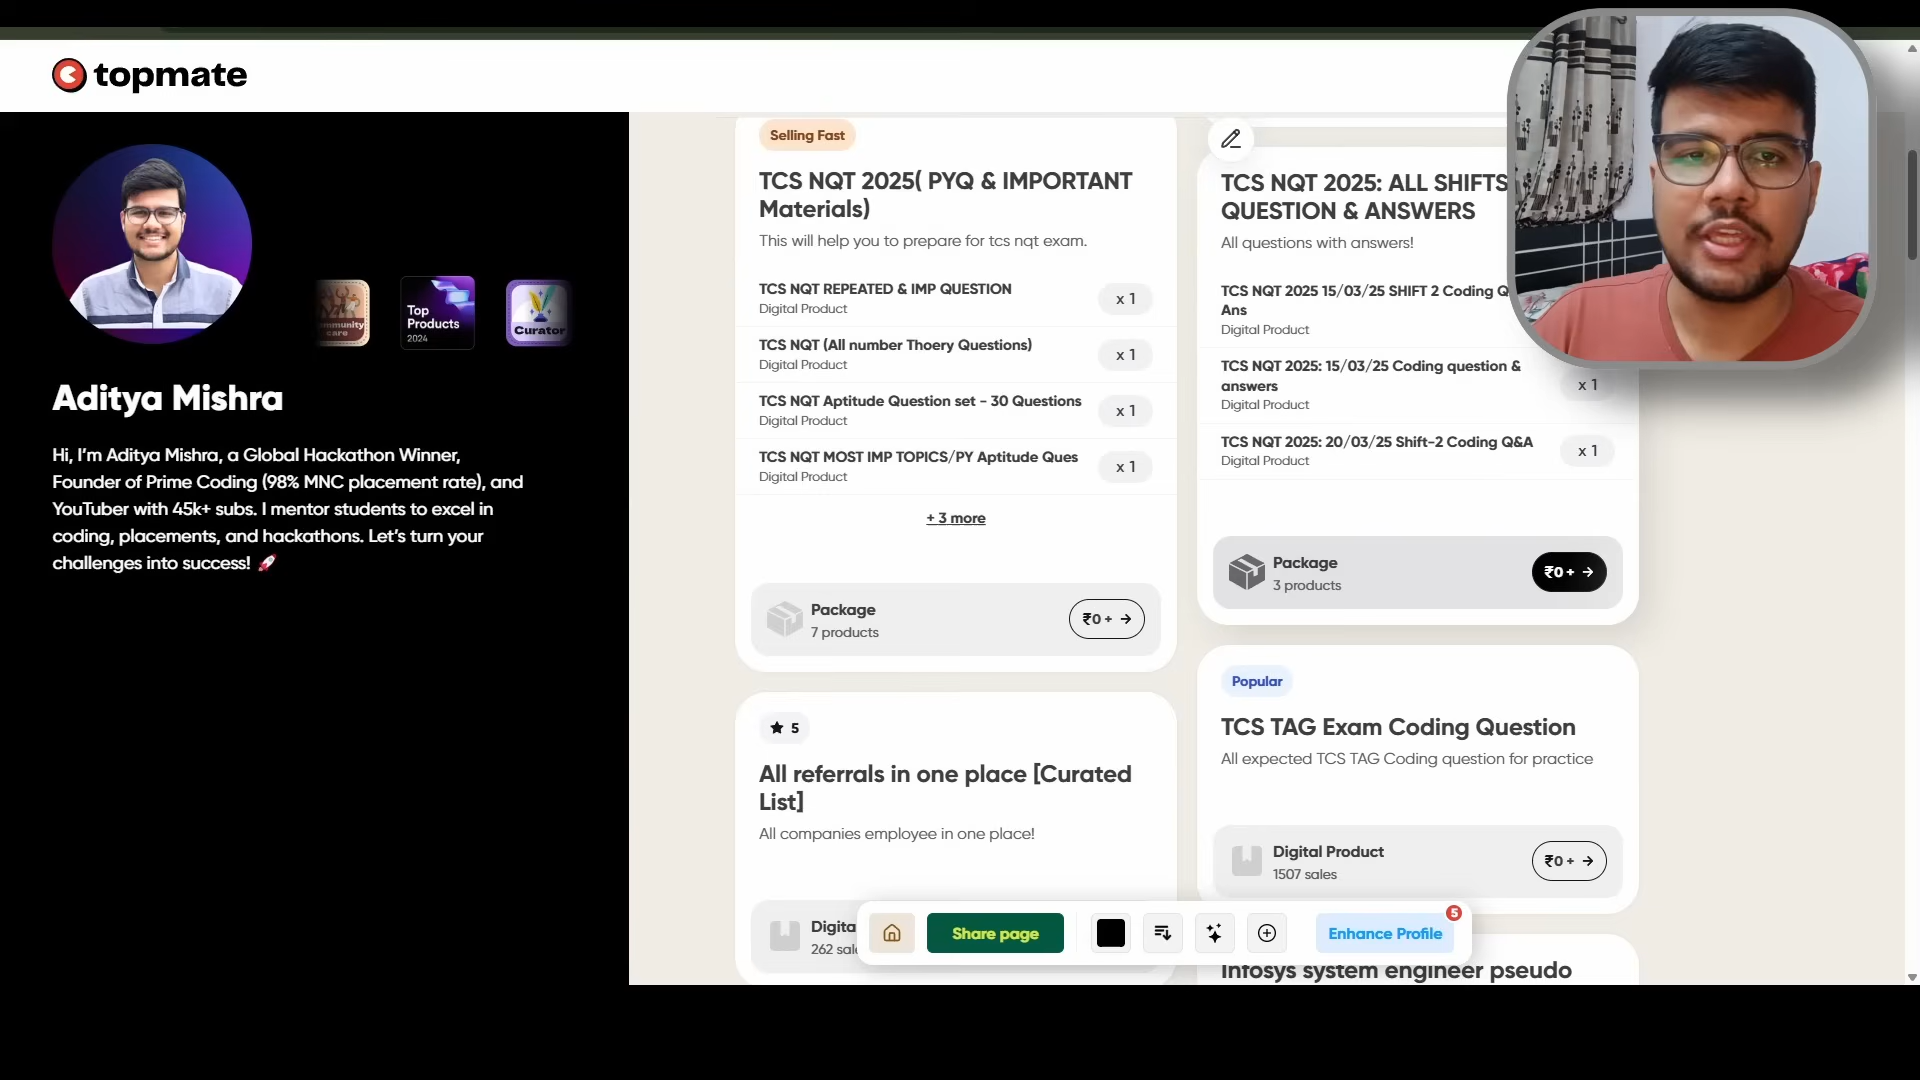 topmate
Top
Products
2024
Curator
Aditya Mishra
Hi, I'm Aditya Mishra, a Global Hackathon Winner,
Founder of Prime Coding (98% MNC placement rate), and
YouTuber with 45k+ subs. I mentor students to excel in
coding, placements, and hackathons. Let's turn your
challenges into success! 🚀
Selling Fast
TCS NQT 2025( PYQ & IMPORTANT
Materials)
This will help you to prepare for tcs nqt exam.
TCS NQT REPEATED & IMP QUESTION
Digital Product
x 1
TCS NQT (All number Thoery Questions)
Digital Product
x 1
TCS NQT Aptitude Question set - 30 Questions
Digital Product
x 1
TCS NQT MOST IMP TOPICS/PY Aptitude Ques
Digital Product
x 1
+ 3 more
Package
7 products
₹0 + →
★ 5
All referrals in one place [Curated
List]
All companies employee in one place!
Digita
262 sal
TCS NQT 2025: ALL SHIFTS
QUESTION & ANSWERS
All questions with answers!
TCS NQT 2025 15/03/25 SHIFT 2 Coding Q
Ans
Digital Product
TCS NQT 2025: 15/03/25 Coding question &
answers
Digital Product
x 1
TCS NQT 2025: 20/03/25 Shift-2 Coding Q&A
Digital Product
x 1
Package
3 products
₹0 + →
Popular
TCS TAG Exam Coding Question
All expected TCS TAG Coding question for practice
Digital Product
1507 sales
₹0 + →
Infosys system engineer pseudo
Share page
Enhance Profile
5